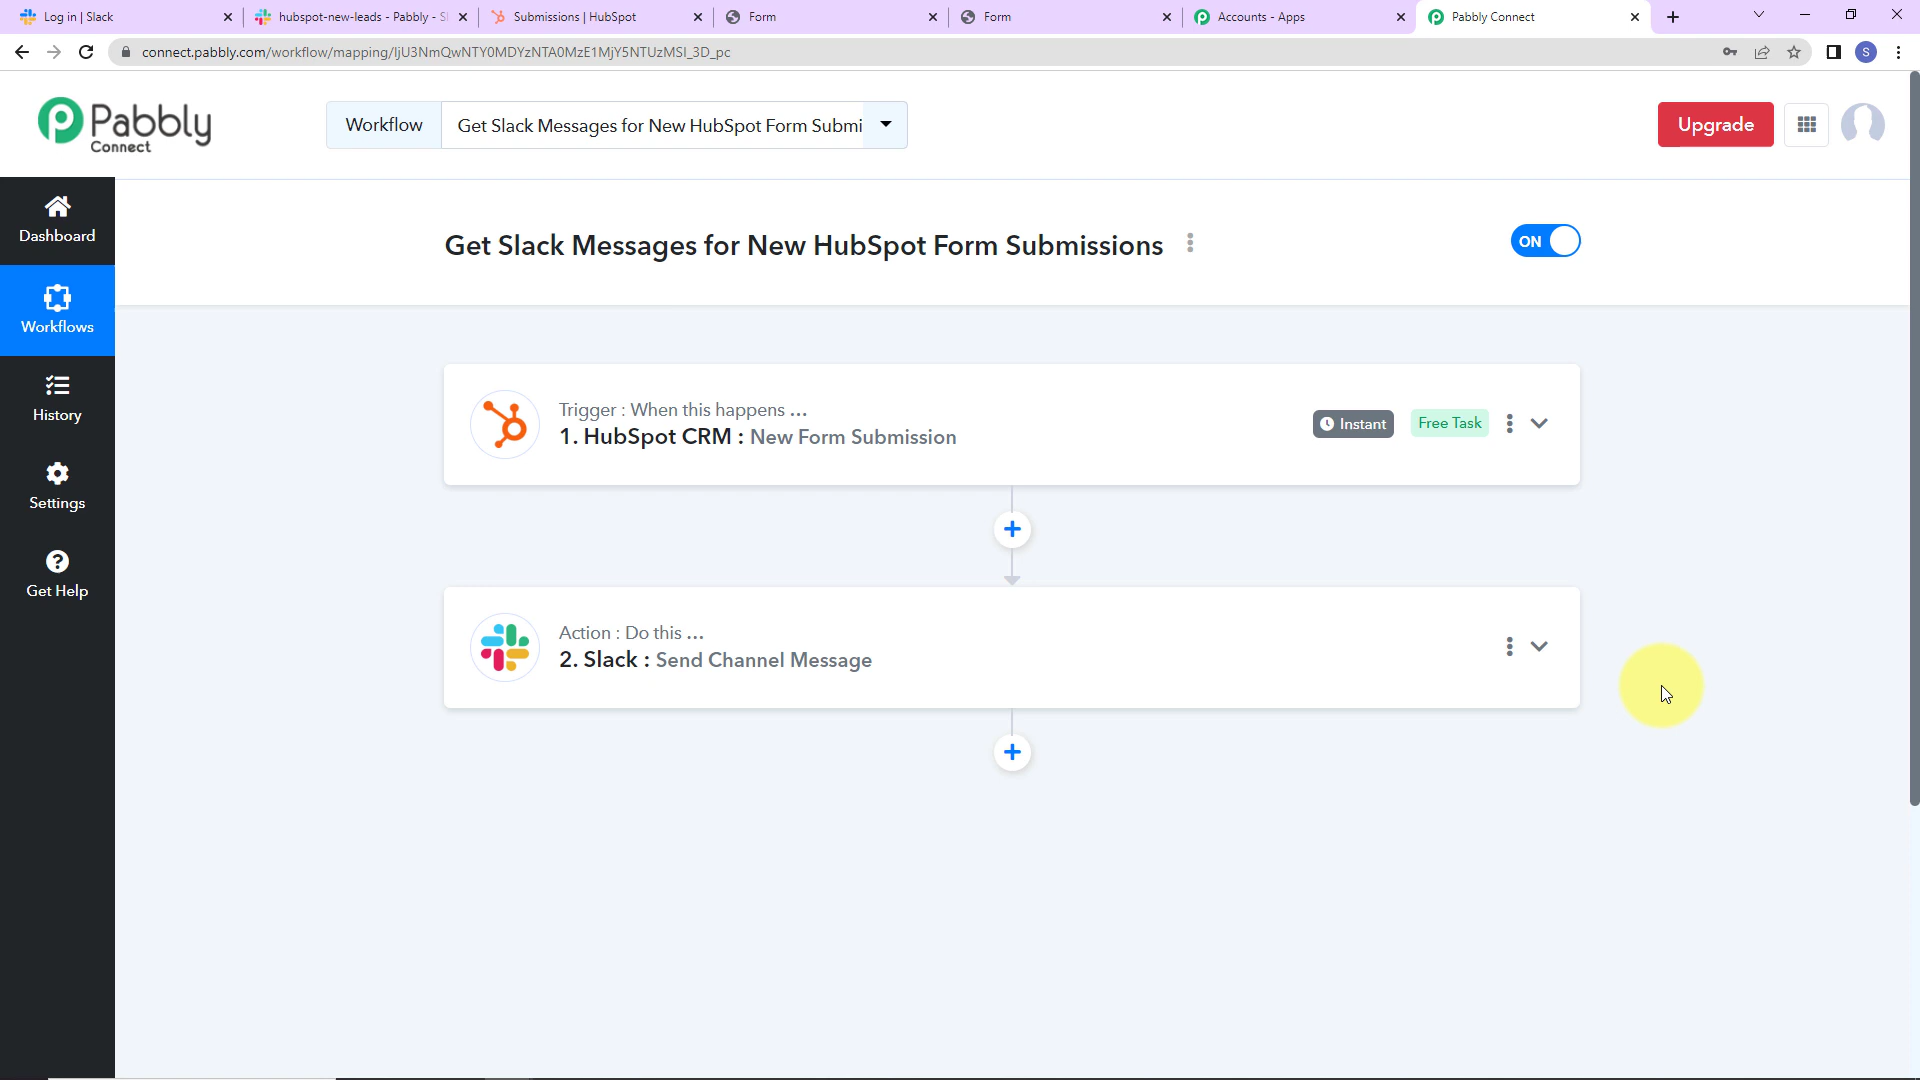 Log in | Slack
hubspot-new-leads - Pabbly - Sl
Submissions | HubSpot
Form
Form
Accounts - Apps
Pabbly Connect
connect.pabbly.com/workflow/mapping/IjU3NmQwNTY0MDYzNTA0MzE1MjY5NTUzMSI_3D_pc
S
Pabbly
Connect
Workflow
Get Slack Messages for New HubSpot Form Submi
Upgrade
Dashboard
Workflows
History
Settings
Get Help
Get Slack Messages for New HubSpot Form Submissions
ON
Trigger : When this happens ...
1. HubSpot CRM : New Form Submission
Instant
Free Task
Action : Do this ...
2. Slack : Send Channel Message